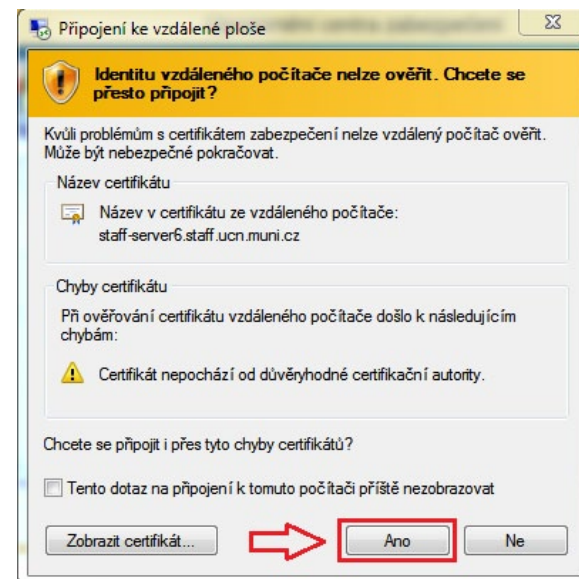 Připojení ke vzdálené ploše
Identitu vzdáleného počítače nelze ověřit. Chcete se
přesto připojit?
Kvůli problémům s certifikátem zabezpečení nelze vzdálený počítač ověřit.
Může být nebezpečné pokračovat.
Název certifikátu
Název v certifikátu ze vzdáleného počítače:
staff-server6.staff.ucn.muni.cz
Chyby certifikátu
Při ověřování certifikátu vzdáleného počítače došlo k následujícím
chybám:
Certifikát nepochází od důvěryhodné certifikační autority.
Chcete se připojit i přes tyto chyby certifikátů?
Tento dotaz na připojení k tomuto počítači příště nezobrazovat
Zobrazit certifikát...
Ano
Ne